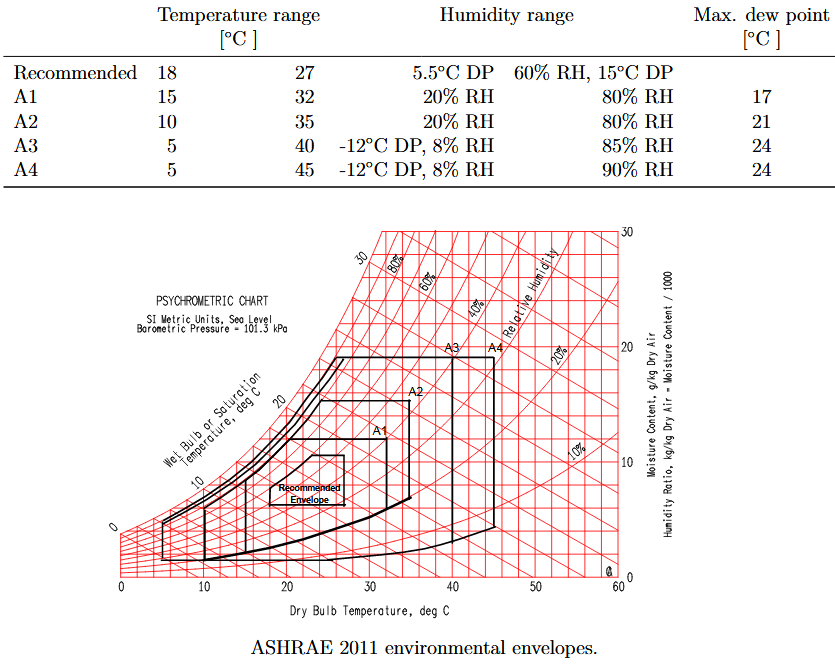 Temperature range Humidity range Max. dew point
[°C ] [°C ]
Recommended 18 27 5.5°C DP 60% RH, 15°C DP
A1 15 32 20% RH 80% RH 17
A2 10 35 20% RH 80% RH 21
A3 5 40 -12°C DP, 8% RH 85% RH 24
A4 5 45 -12°C DP, 8% RH 90% RH 24
PSYCHROMETRIC CHART
SI Metric Units, Sea Level
Barometric Pressure = 101.3 kPa
Wet Bulb or Saturation
Temperature, deg C
0
10
20
30
80%
60%
40%
Relative Humidity
20%
10%
A3 A4
A2
A1
Recommended
Envelope
30
20
10
0
Moisture Content, g/kg Dry Air
Humidity Ratio, kg/kg Dry Air = Moisture Content / 1000
0 10 20 30 40 50 60
Dry Bulb Temperature, deg C
ASHRAE 2011 environmental envelopes.